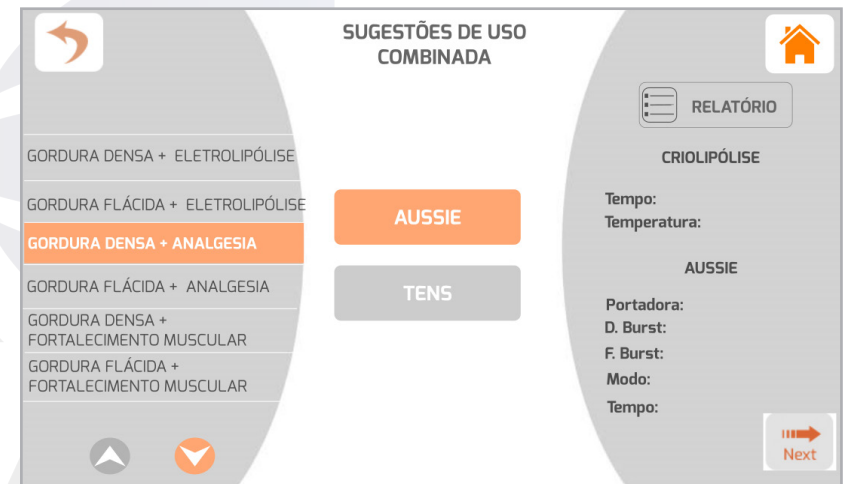 SUGESTÕES DE USO
COMBINADA
RELATÓRIO
GORDURA DENSA + ELETROLIPÓLISE
GORDURA FLÁCIDA + ELETROLIPÓLISE
GORDURA DENSA + ANALGESIA
GORDURA FLÁCIDA + ANALGESIA
GORDURA DENSA +
FORTALECIMENTO MUSCULAR
GORDURA FLÁCIDA +
FORTALECIMENTO MUSCULAR
AUSSIE
TENS
CRIOLIPÓLISE
Tempo:
Temperatura:
AUSSIE
Portadora:
D. Burst:
F. Burst:
Modo:
Tempo:
Next